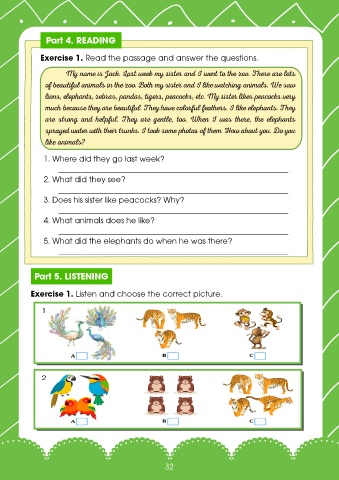 Part 4. READING
Exercise 1. Read the passage and answer the questions.
My name is Jack. Last week my sister and I went to the zoo. There are lots
of beautiful animals in the zoo. Both my sister and I like watching animals. We saw
lions, elephants, zebras, pandas, tigers, peacocks, etc. My sister likes peacocks very
much because they are beautiful. They have colorful feathers. I like elephants. They
are strong and helpful. They are gentle, too. When I was there, the elephants
sprayed water with their trunks. I took some photos of them. How about you. Do you
like animals?
1. Where did they go last week?
2. What did they see?
3. Does his sister like peacocks? Why?
4. What animals does he like?
5. What did the elephants do when he was there?
Part 5. LISTENING
Exercise 1. Listen and choose the correct picture.
1
A B C
2
A B C
32